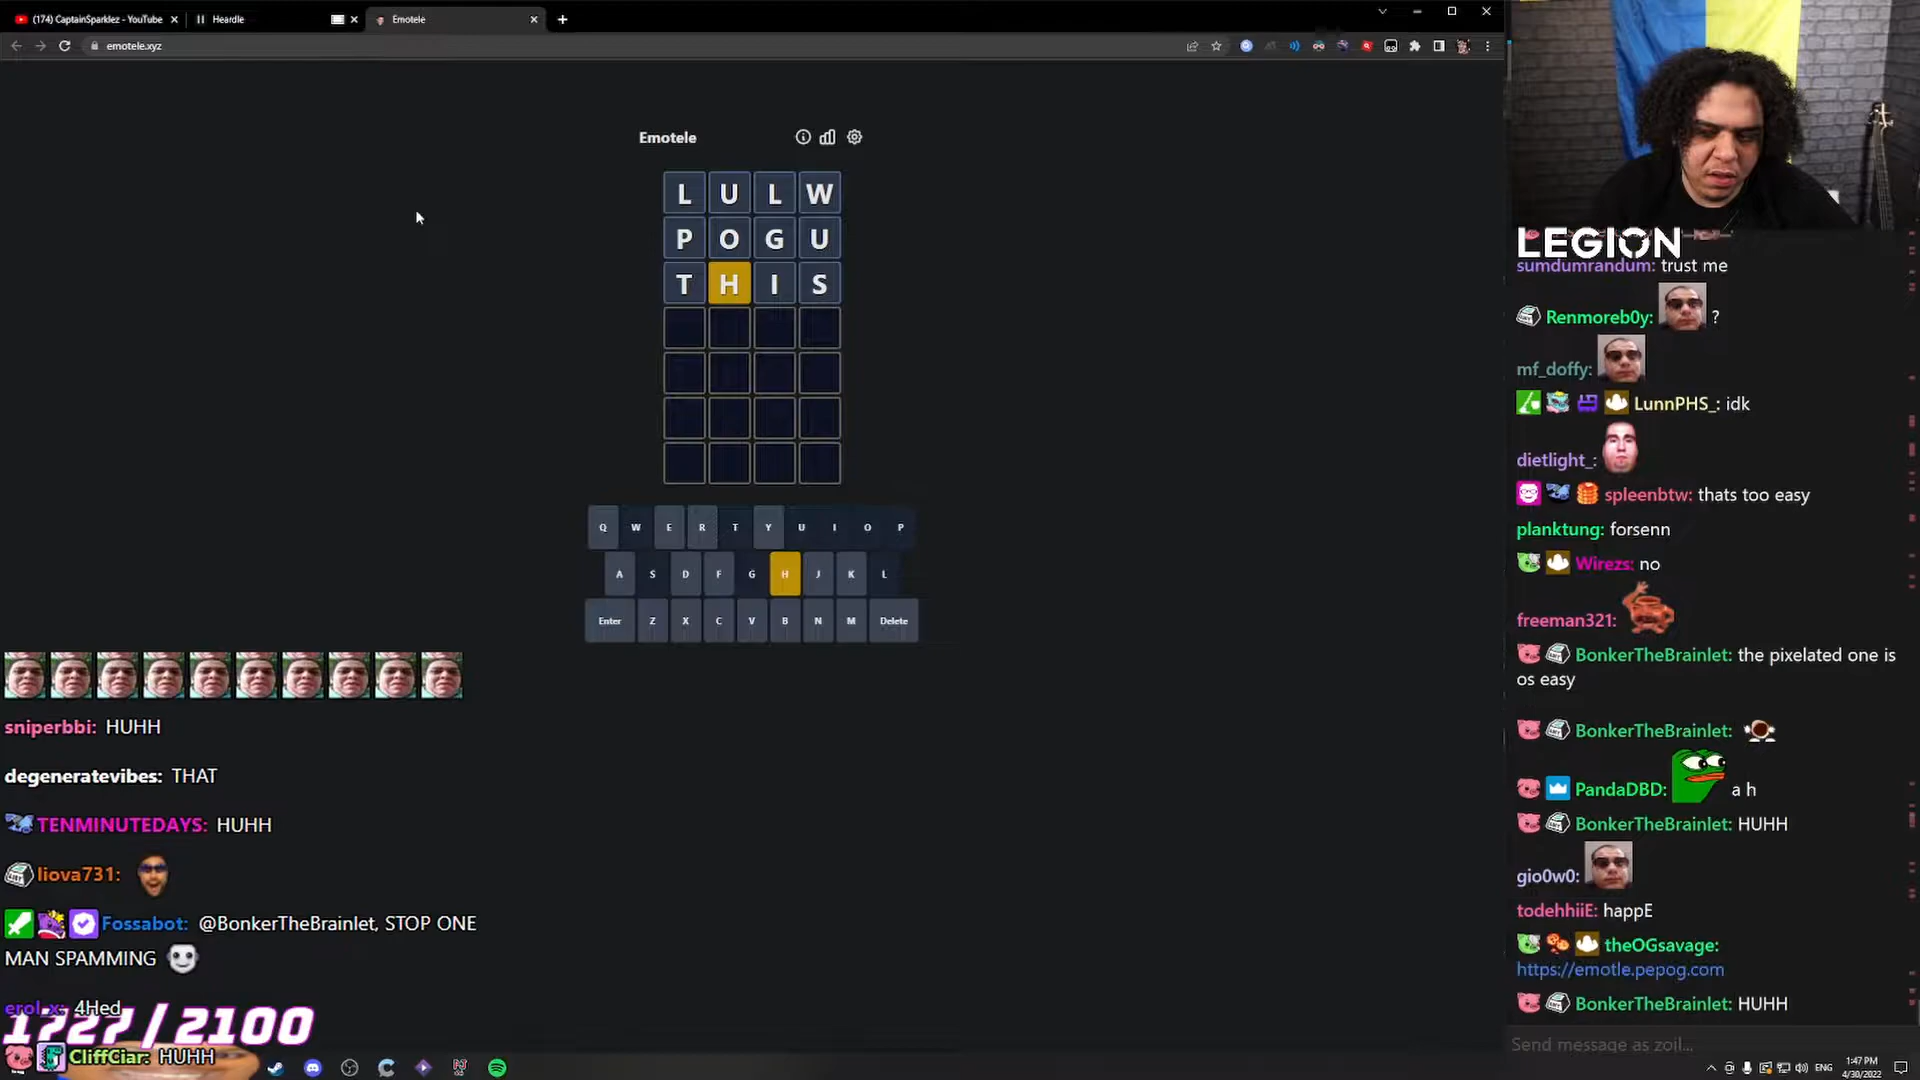 (174) CaptainSparklez - YouTube
Heardle
Emotele
emotele.xyz
Emotele
L U L W
P O G U
T H I S
Q W E R T Y U I O P
A S D F G H J K L
Enter Z X C V B N M Delete
sniperbbi: HUHH
degeneratevibes: THAT
TENMINUTEDAYS: HUHH
liova731:
Fossabot: @BonkerTheBrainlet, STOP ONE
MAN SPAMMING
erol_x: 4Hed
1727/2100
CliffCiar: HUHH
LEGION
sumdumrandum: trust me
Renmoreb0y: ?
mf_doffy:
LunnPHS_: idk
dietlight_:
spleenbtw: thats too easy
planktung: forsenn
Wirezs: no
freeman321:
BonkerTheBrainlet: the pixelated one is
os easy
BonkerTheBrainlet:
PandaDBD: a h
BonkerTheBrainlet: HUHH
gio0w0:
todehhiiE: happE
theOGsavage:
https://emotle.pepog.com
BonkerTheBrainlet: HUHH
Send message as zoil...
ENG
1:47 PM
4/30/2022